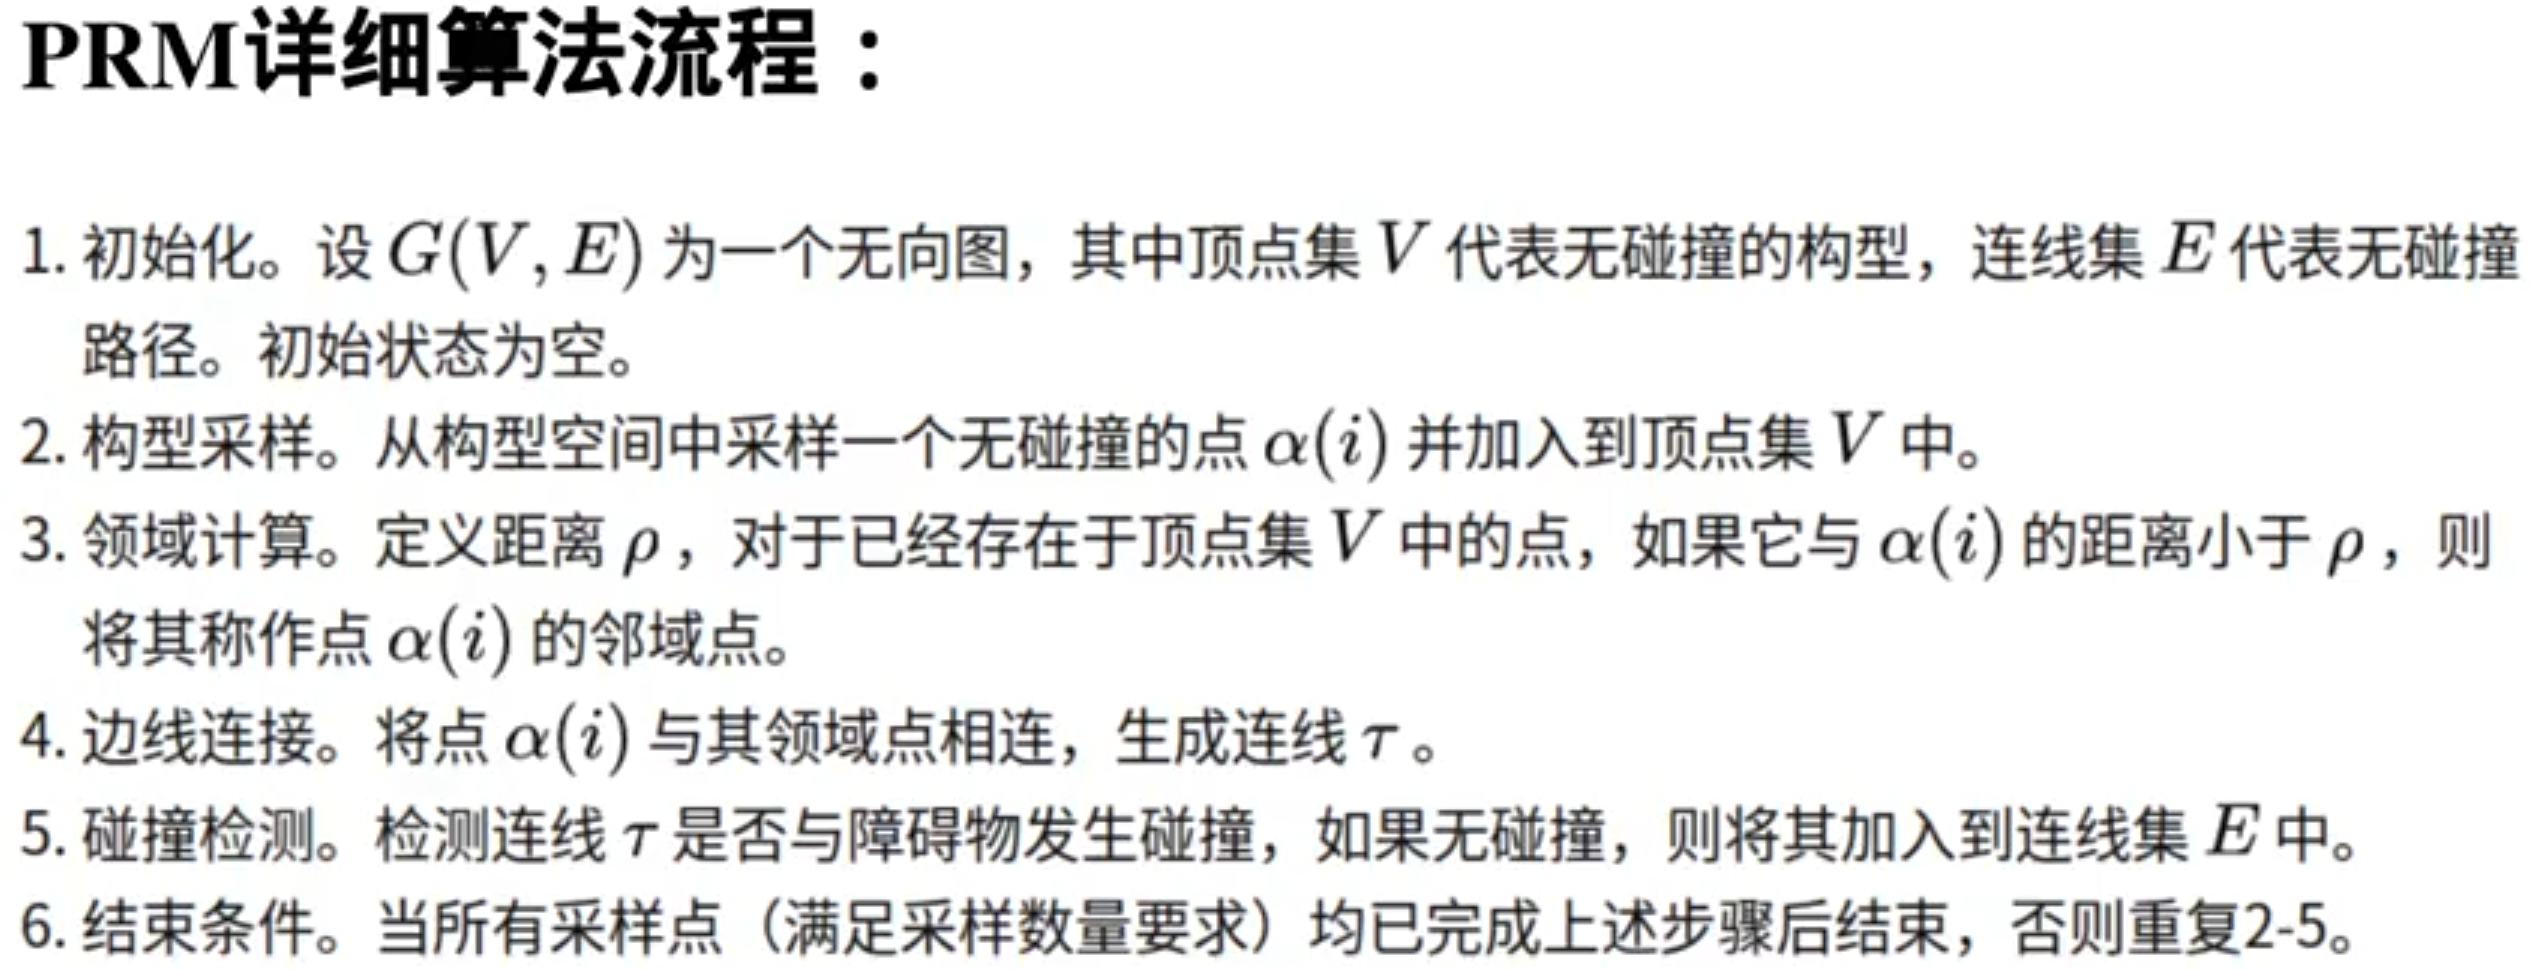 PRM详细算法流程：
1. 初始化。设 G(V, E) 为一个无向图，其中顶点集 V 代表无碰撞的构型，连线集 E 代表无碰撞
路径。初始状态为空。
2. 构型采样。从构型空间中采样一个无碰撞的点 α(i) 并加入到顶点集 V 中。
3. 领域计算。定义距离 ρ ，对于已经存在于顶点集 V 中的点，如果它与 α(i) 的距离小于 ρ ，则
将其称作点 α(i) 的邻域点。
4. 边线连接。将点 α(i) 与其领域点相连，生成连线 τ 。
5. 碰撞检测。检测连线 τ 是否与障碍物发生碰撞，如果无碰撞，则将其加入到连线集 E 中。
6. 结束条件。当所有采样点（满足采样数量要求）均已完成上述步骤后结束，否则重复2-5。